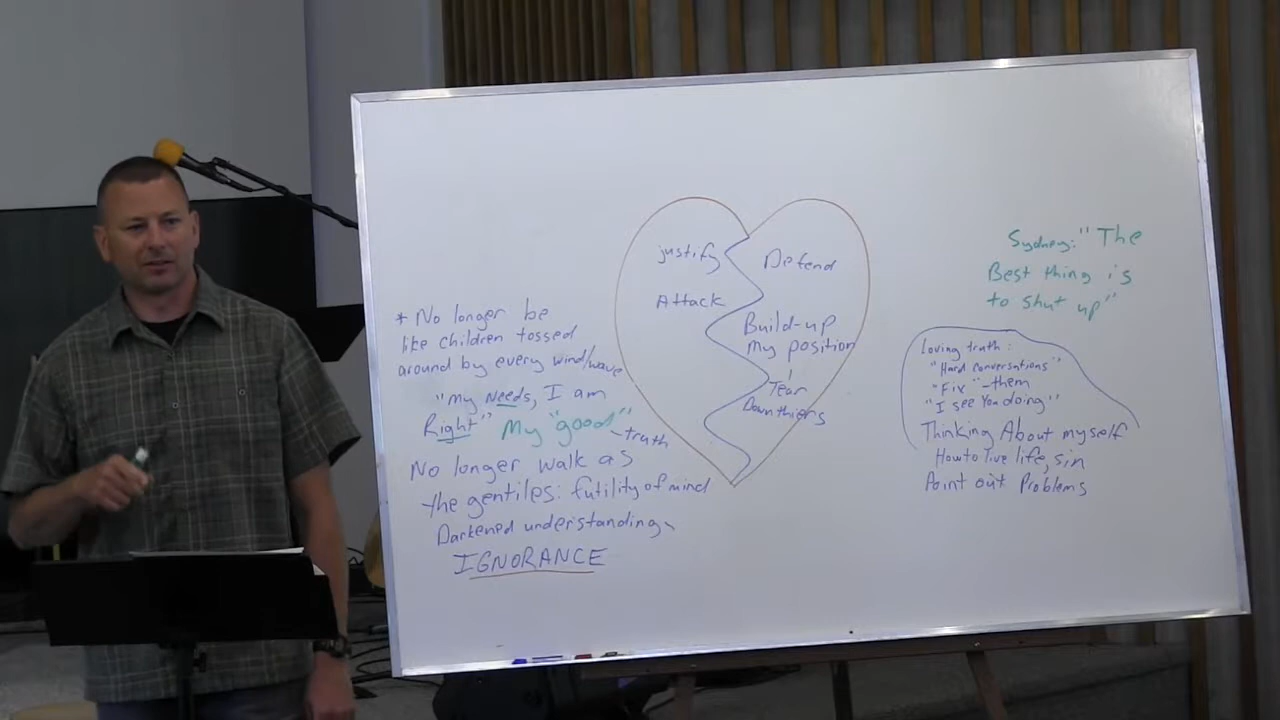 * No longer be
like children tossed
around by every wind/wave
"my needs, I am
Right" My "good"
-truth
No longer walk as
the gentiles: futility of mind
Darkened understanding
IGNORANCE
justify
Defend
Attack
Build-up
My position
Tear
Down thiers
Sydney: "The
Best thing is
to shut up"
Loving truth:
"Hard conversations"
"Fix"-them
"I see You doing"
Thinking About myself
How to live life, sin
Point out Problems